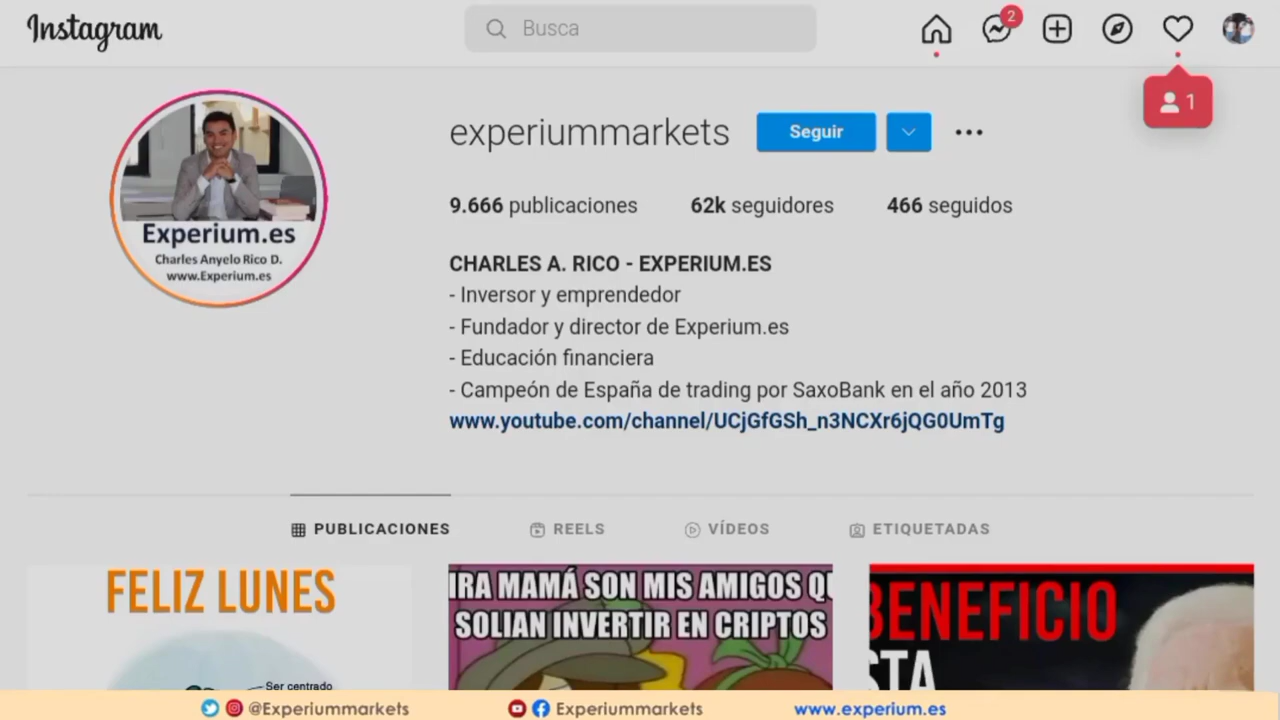 Instagram
Busca
2
1
experiummarkets
Seguir
9.666 publicaciones
62k seguidores
466 seguidos
Experium.es
Charles Anyelo Rico D.
www.Experium.es
CHARLES A. RICO - EXPERIUM.ES
- Inversor y emprendedor
- Fundador y director de Experium.es
- Educación financiera
- Campeón de España de trading por SaxoBank en el año 2013
www.youtube.com/channel/UCjGfGSh_n3NCXr6jQG0UmTg
PUBLICACIONES
REELS
VÍDEOS
ETIQUETADAS
FELIZ LUNES
Ser centrado
IRA MAMÁ SON MIS AMIGOS QU
SOLIAN INVERTIR EN CRIPTOS
BENEFICIO
STA
@Experiummarkets
Experiummarkets
www.experium.es